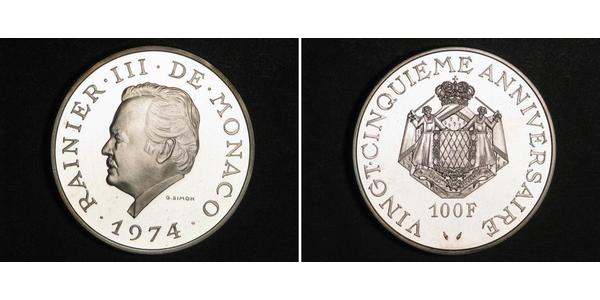 RAINIER · III · DE · MONACO
G. SIMON
· 1974 ·
VINGT·CINQUIEME ANNIVERSAIRE
100F